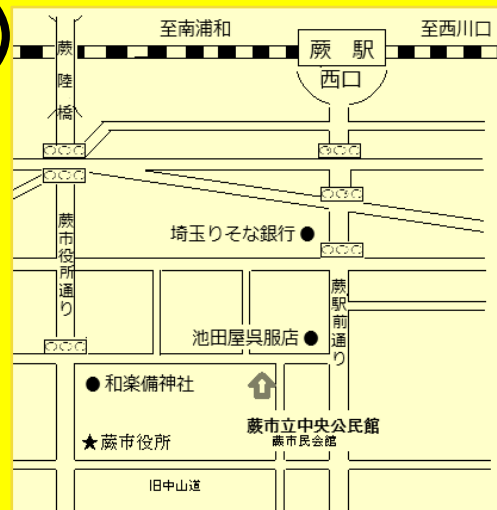 至南浦和
至西川口
蕨駅
西口
蕨陸橋
埼玉りそな銀行
蕨市役所通り
蕨駅前通り
池田屋呉服店
和楽備神社
蕨市立中央公民館
蕨市民会館
★蕨市役所
旧中山道